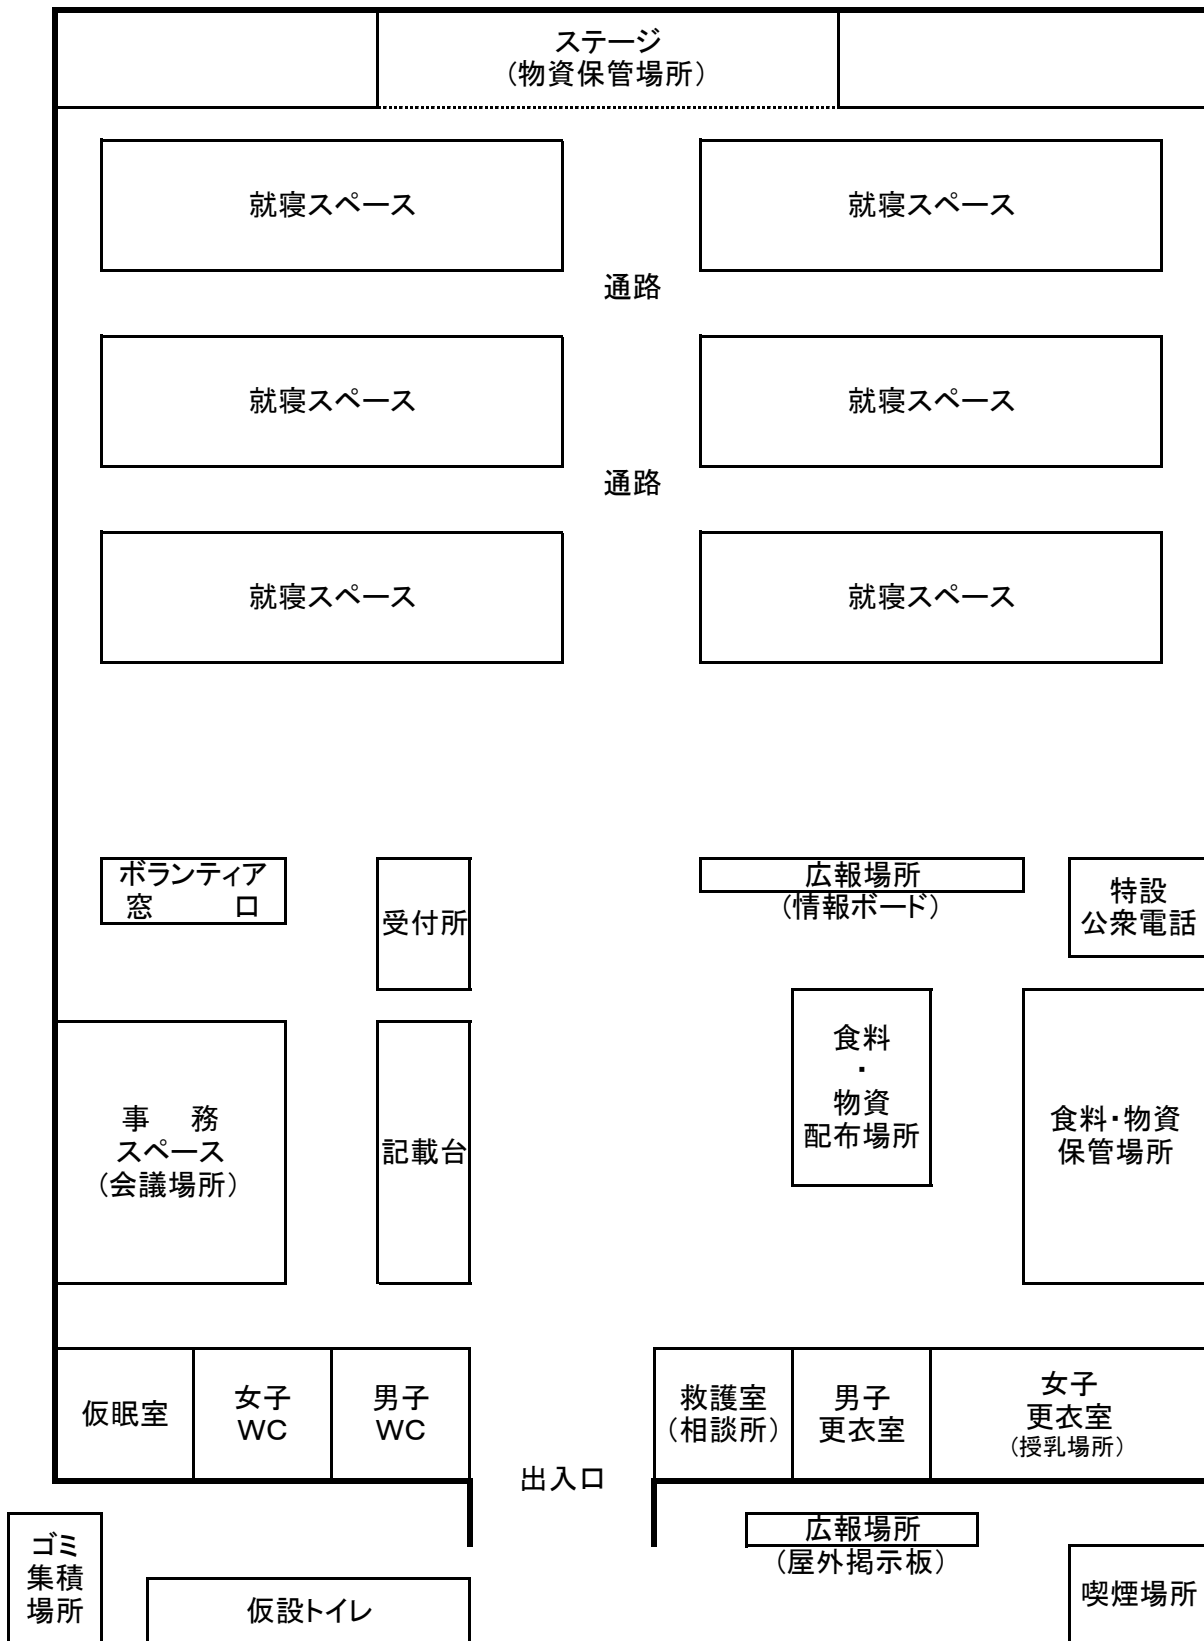 ステージ
（物資保管場所）
就寝スペース
就寝スペース
通路
就寝スペース
就寝スペース
通路
就寝スペース
就寝スペース
ボランティア
窓　　　口
受付所
広報場所
（情報ボード）
特設
公衆電話
事　務
スペース
（会議場所）
記載台
食料
・
物資
配布場所
食料・物資
保管場所
仮眠室
女子
WC
男子
WC
救護室
（相談所）
男子
更衣室
女子
更衣室
（授乳場所）
出入口
ゴミ
集積
場所
仮設トイレ
広報場所
（屋外掲示板）
喫煙場所